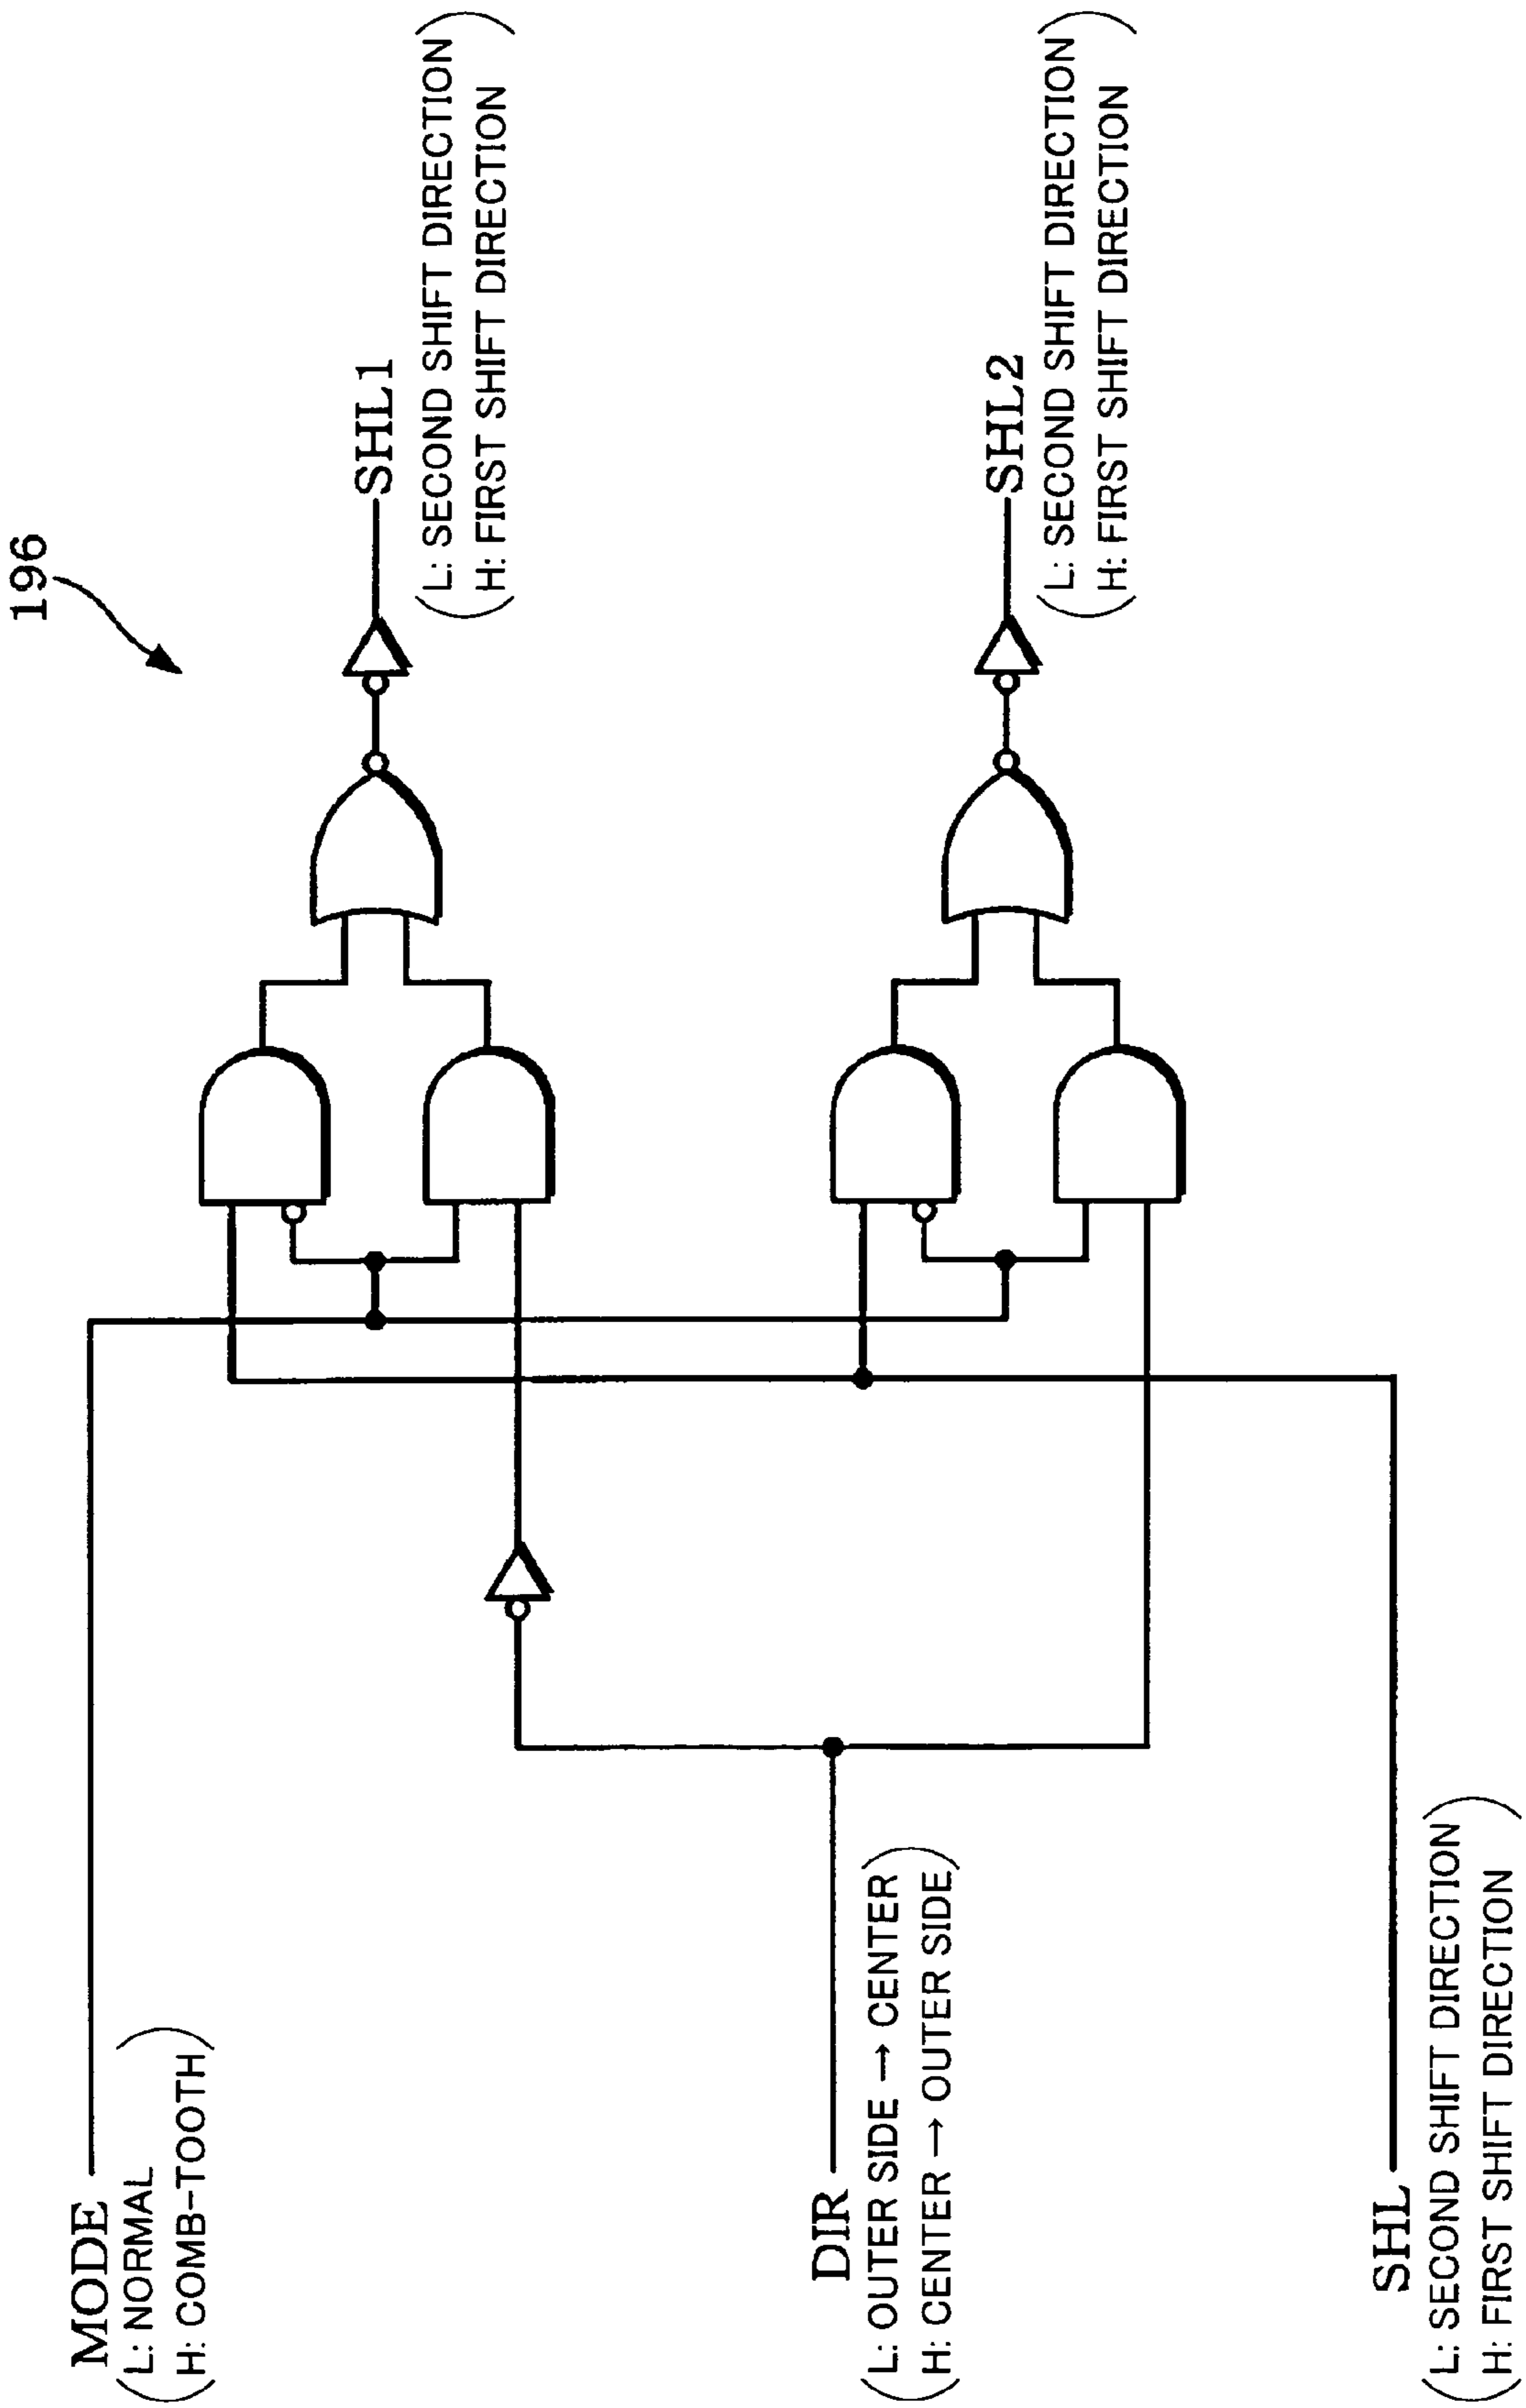 196
MODE
L: NORMAL
H: COMB-TOOTH
DIR
L: OUTER SIDE → CENTER
H: CENTER → OUTER SIDE
SHL
L: SECOND SHIFT DIRECTION
H: FIRST SHIFT DIRECTION
SHL1
L: SECOND SHIFT DIRECTION
H: FIRST SHIFT DIRECTION
SHL2
L: SECOND SHIFT DIRECTION
H: FIRST SHIFT DIRECTION